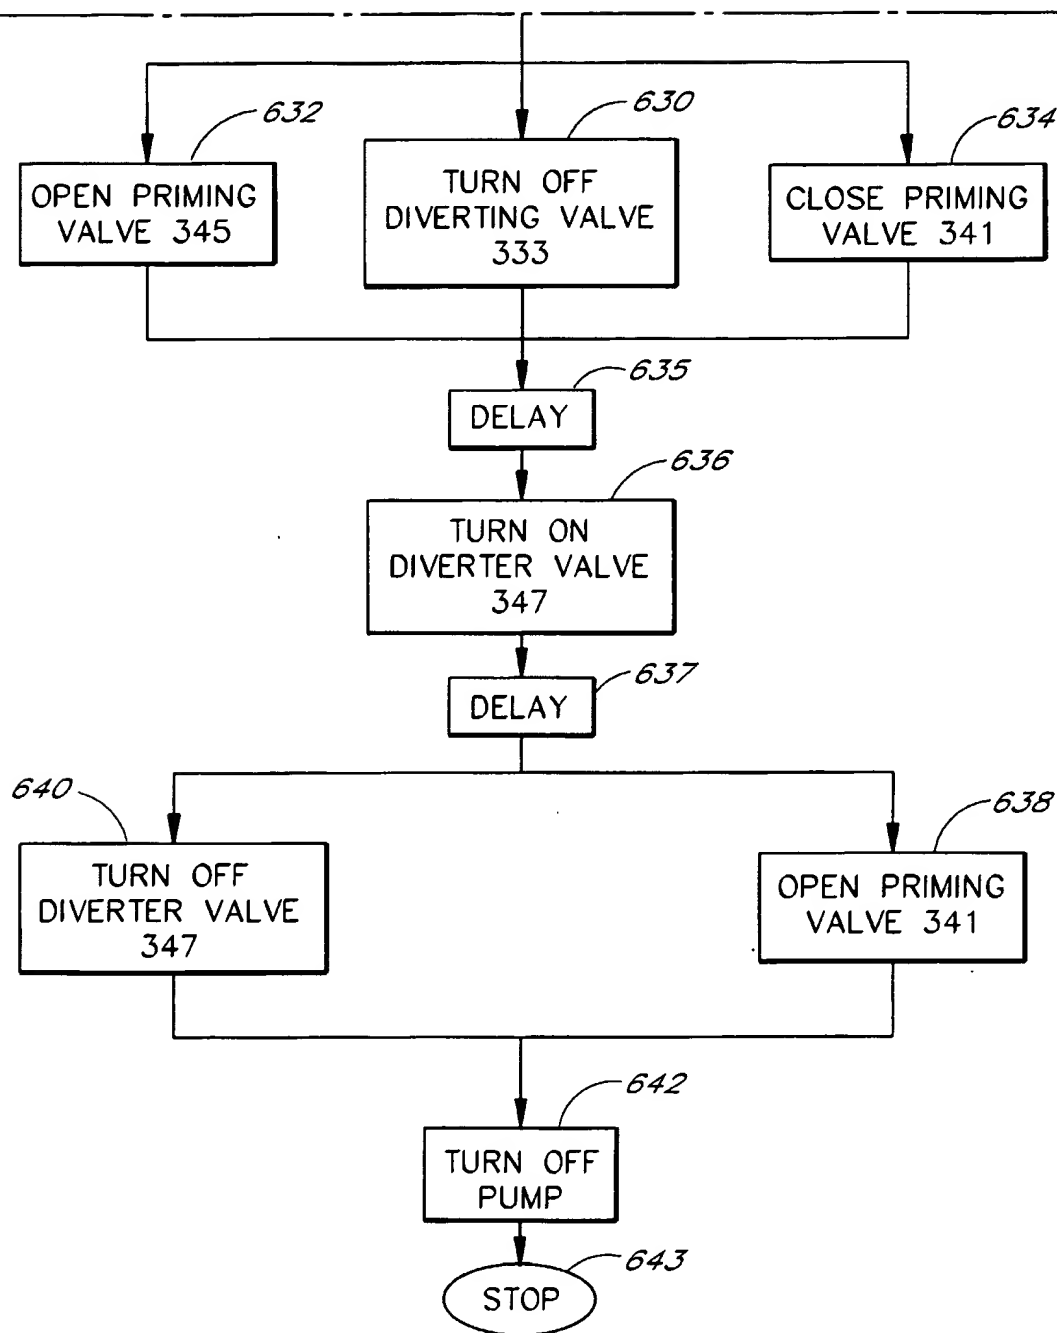 632
630
634
OPEN PRIMING
VALVE 345
TURN OFF
DIVERTING VALVE
333
CLOSE PRIMING
VALVE 341
635
DELAY
636
TURN ON
DIVERTER VALVE
347
637
DELAY
640
638
TURN OFF
DIVERTER VALVE
347
OPEN PRIMING
VALVE 341
642
TURN OFF
PUMP
643
STOP